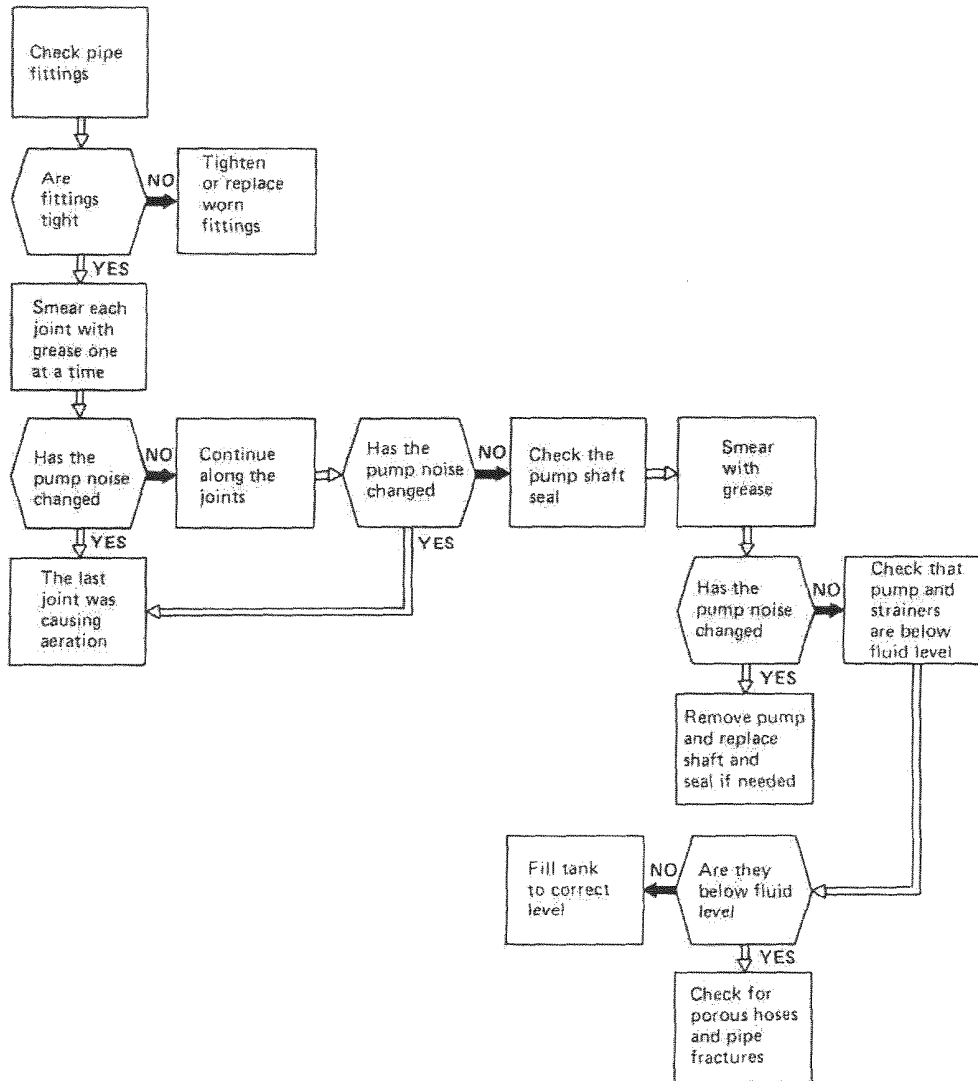 Check pipe
fittings
Are
fittings
tight
NO
Tighten
or replace
worn
fittings
YES
Smear each
joint with
grease one
at a time
Has the
pump noise
changed
NO
Continue
along the
joints
Has the
pump noise
changed
NO
Check the
pump shaft
seal
Smear
with
grease
YES
YES
The last
joint was
causing
aeration
Has the
pump noise
changed
NO
Check that
pump and
strainers
are below
fluid level
YES
Remove pump
and replace
shaft and
seal if needed
Fill tank
to correct
level
NO
Are they
below fluid
level
YES
Check for
porous hoses
and pipe
fractures